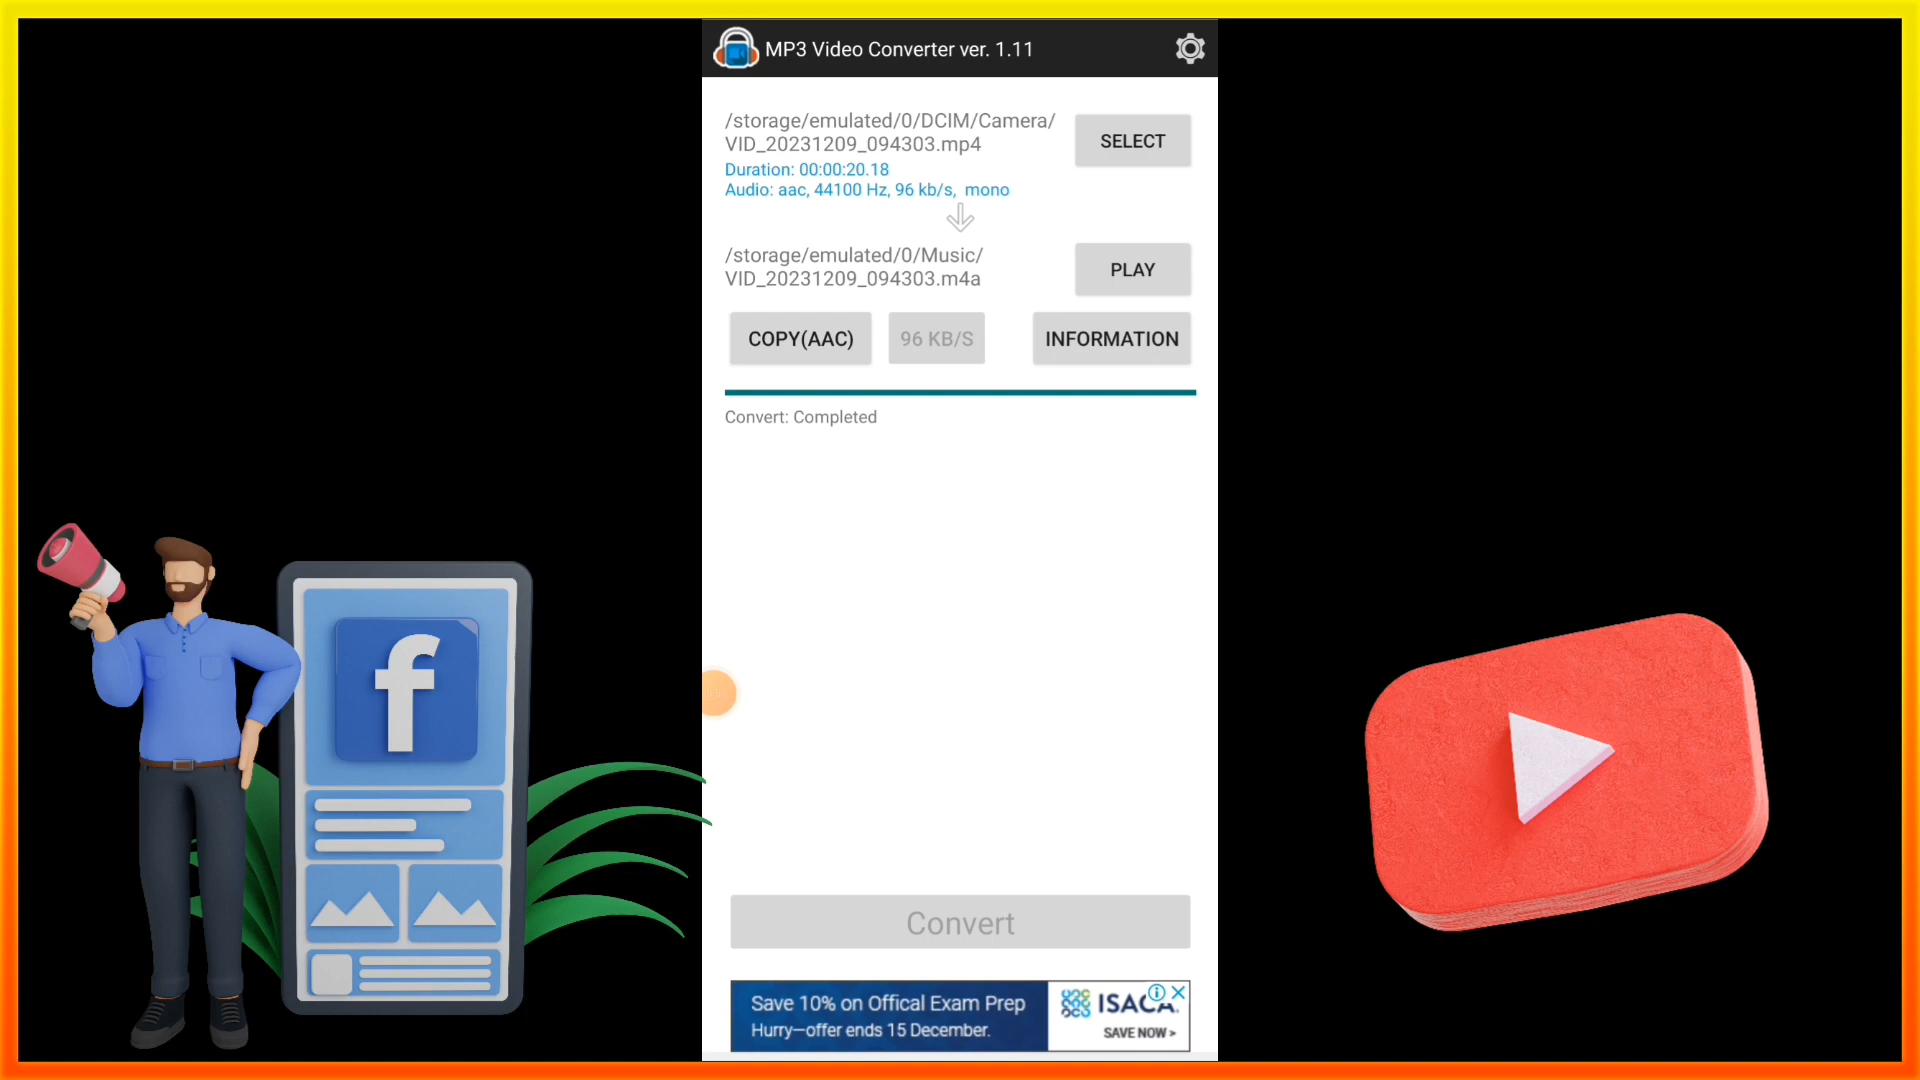 MP3 Video Converter ver. 1.11
/storage/emulated/0/DCIM/Camera/
VID_20231209_094303.mp4
SELECT
Duration: 00:00:20.18
Audio: aac, 44100 Hz, 96 kb/s, mono
/storage/emulated/0/Music/
VID_20231209_094303.m4a
PLAY
COPY(AAC)
96 KB/S
INFORMATION
Convert: Completed
f
Convert
Save 10% on Offical Exam Prep
Hurry—offer ends 15 December.
ISACA.
SAVE NOW >